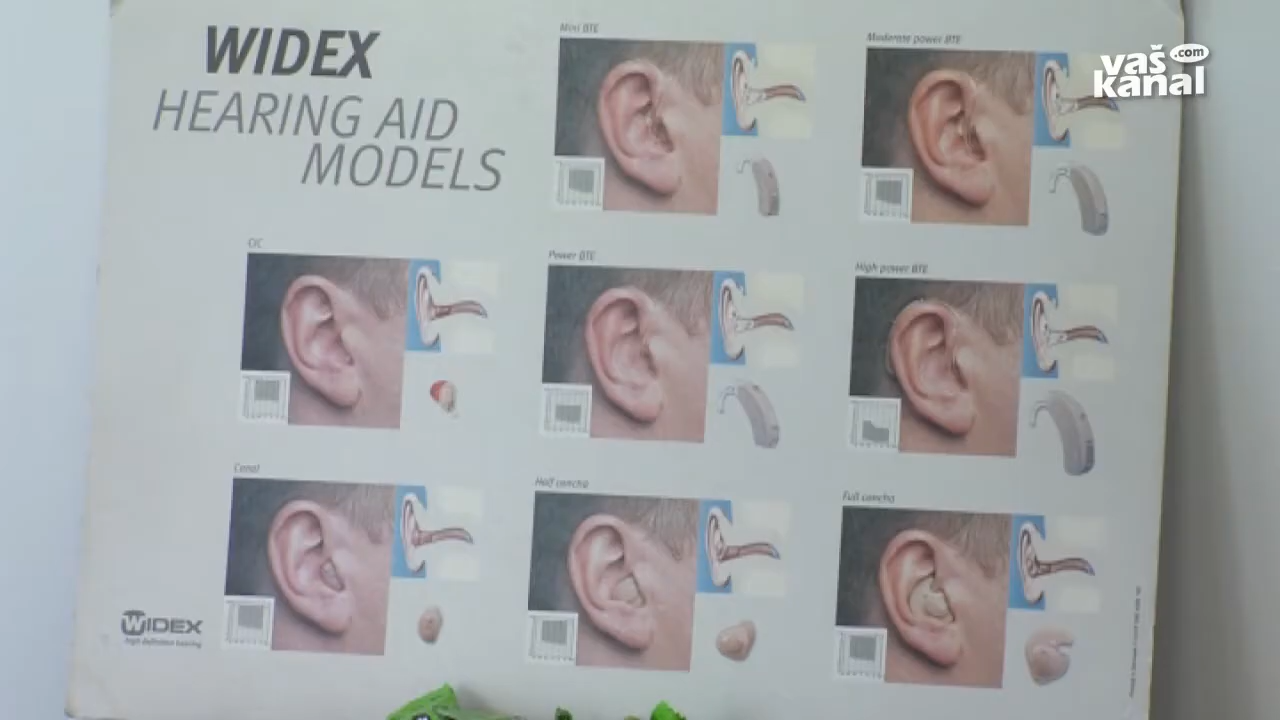 WIDEX
HEARING AID
MODELS
Mini BTE
Moderate power BTE
vaš
.com
kanal
CIC
Power BTE
High power BTE
Canal
Half concha
Full concha
WIDEX
high definition hearing